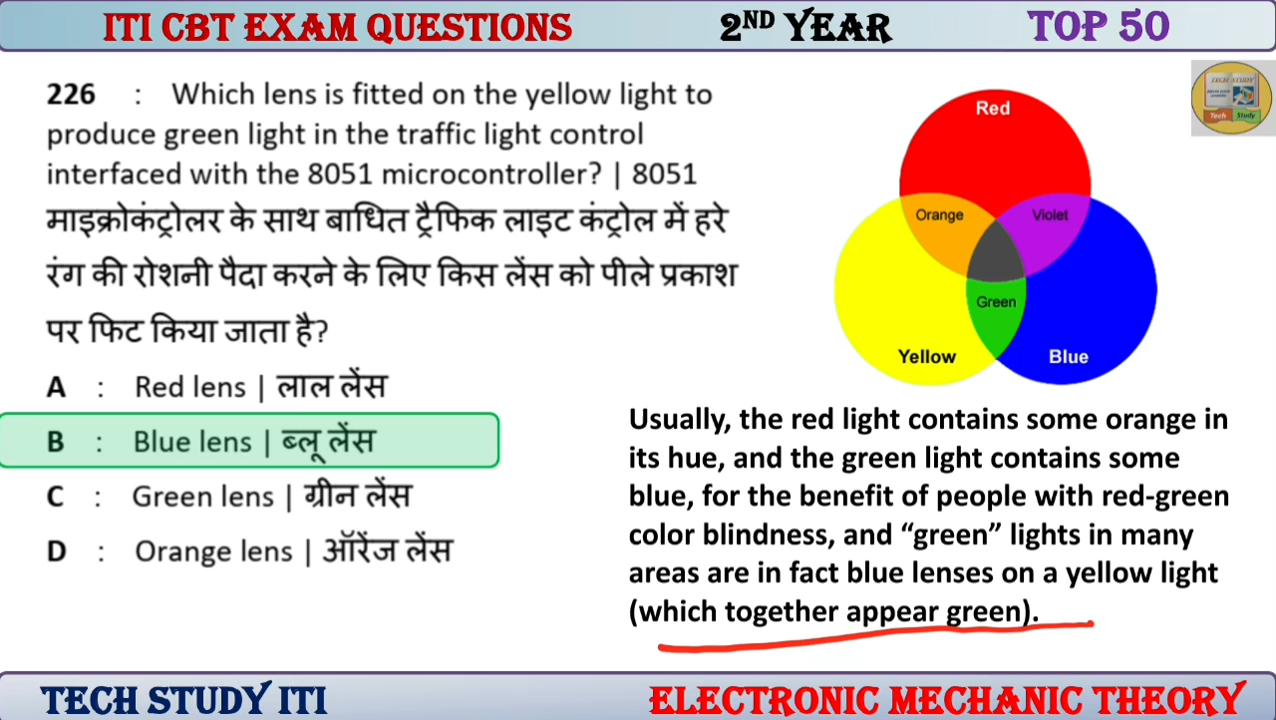 ITI CBT EXAM QUESTIONS 2ND YEAR TOP 50
226 : Which lens is fitted on the yellow light to
produce green light in the traffic light control
interfaced with the 8051 microcontroller? | 8051
माइक्रोकंट्रोलर के साथ बाधित ट्रैफिक लाइट कंट्रोल में हरे
रंग की रोशनी पैदा करने के लिए किस लेंस को पीले प्रकाश
पर फिट किया जाता है?
A : Red lens | लाल लेंस
B : Blue lens | ब्लू लेंस
C : Green lens | ग्रीन लेंस
D : Orange lens | ऑरेंज लेंस
TECH STUDY
Tech Study
Red
Orange Violet
Green
Yellow Blue
Usually, the red light contains some orange in
its hue, and the green light contains some
blue, for the benefit of people with red-green
color blindness, and “green” lights in many
areas are in fact blue lenses on a yellow light
(which together appear green).
TECH STUDY ITI ELECTRONIC MECHANIC THEORY